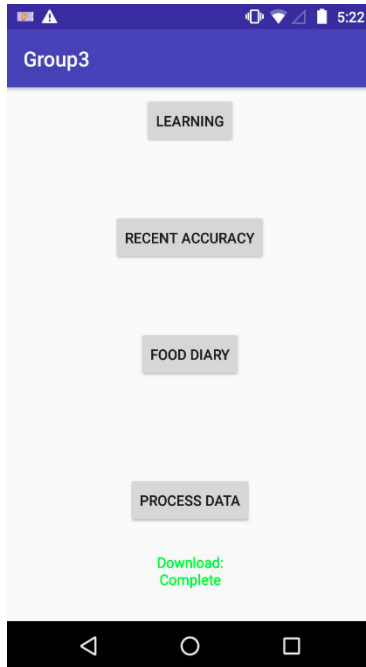 5:22
Group3
LEARNING
RECENT ACCURACY
FOOD DIARY
PROCESS DATA
Download:
Complete